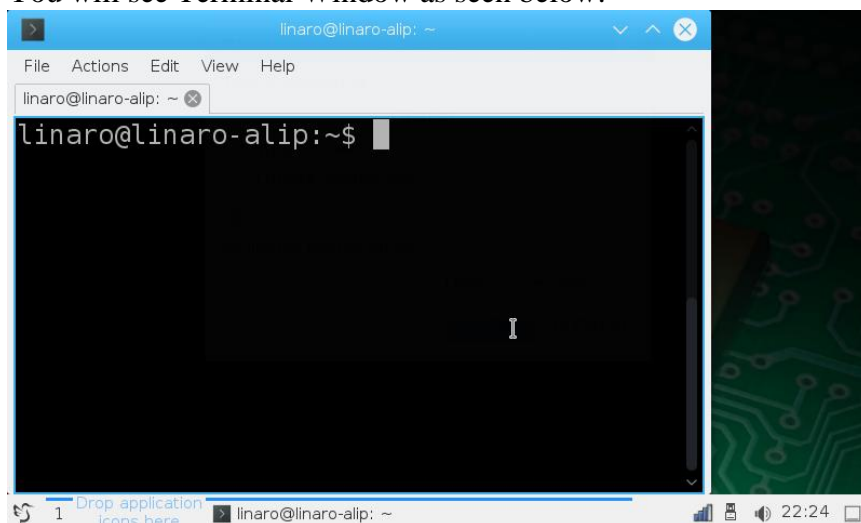 You will see Terminal Window as seen below:
linaro@linaro-alip: ~
File Actions Edit View Help
linaro@linaro-alip: ~
linaro@linaro-alip:~$
1 Drop application icons here linaro@linaro-alip: ~ 22:24